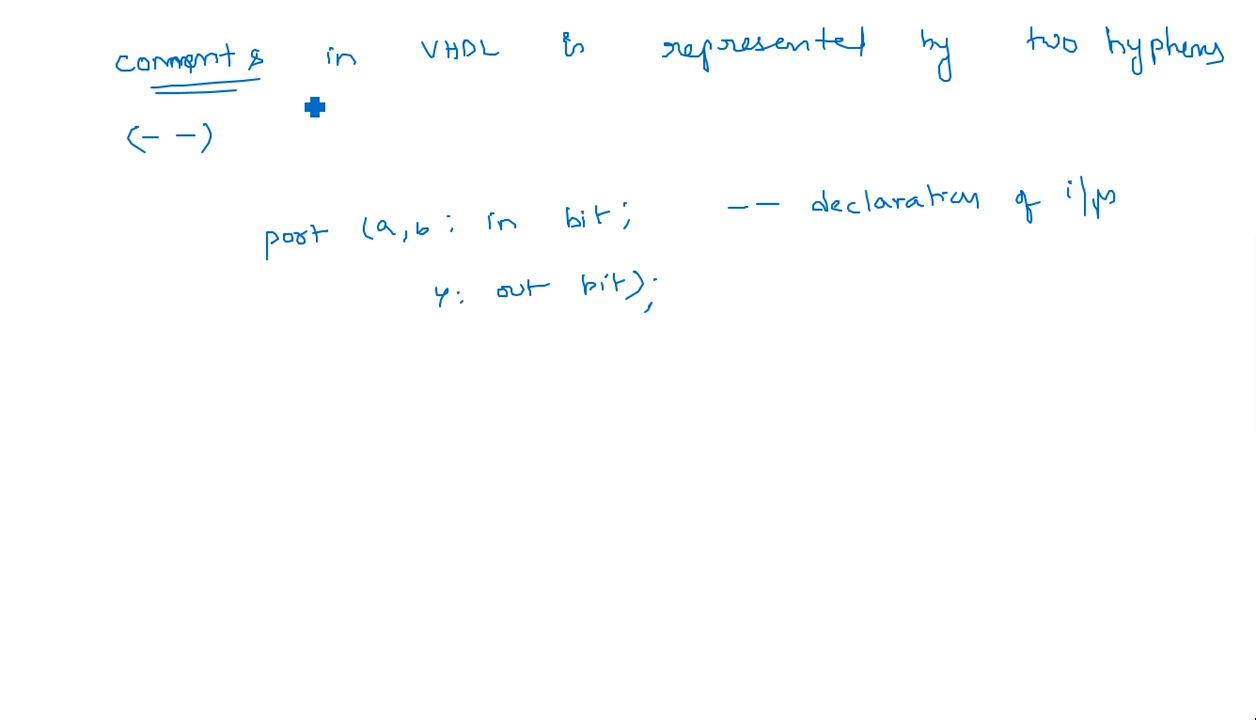 comments in VHDL is represented by two hyphens
(- -)
port (a,b: in bit; -- declaration of i/ps
y: out bit);